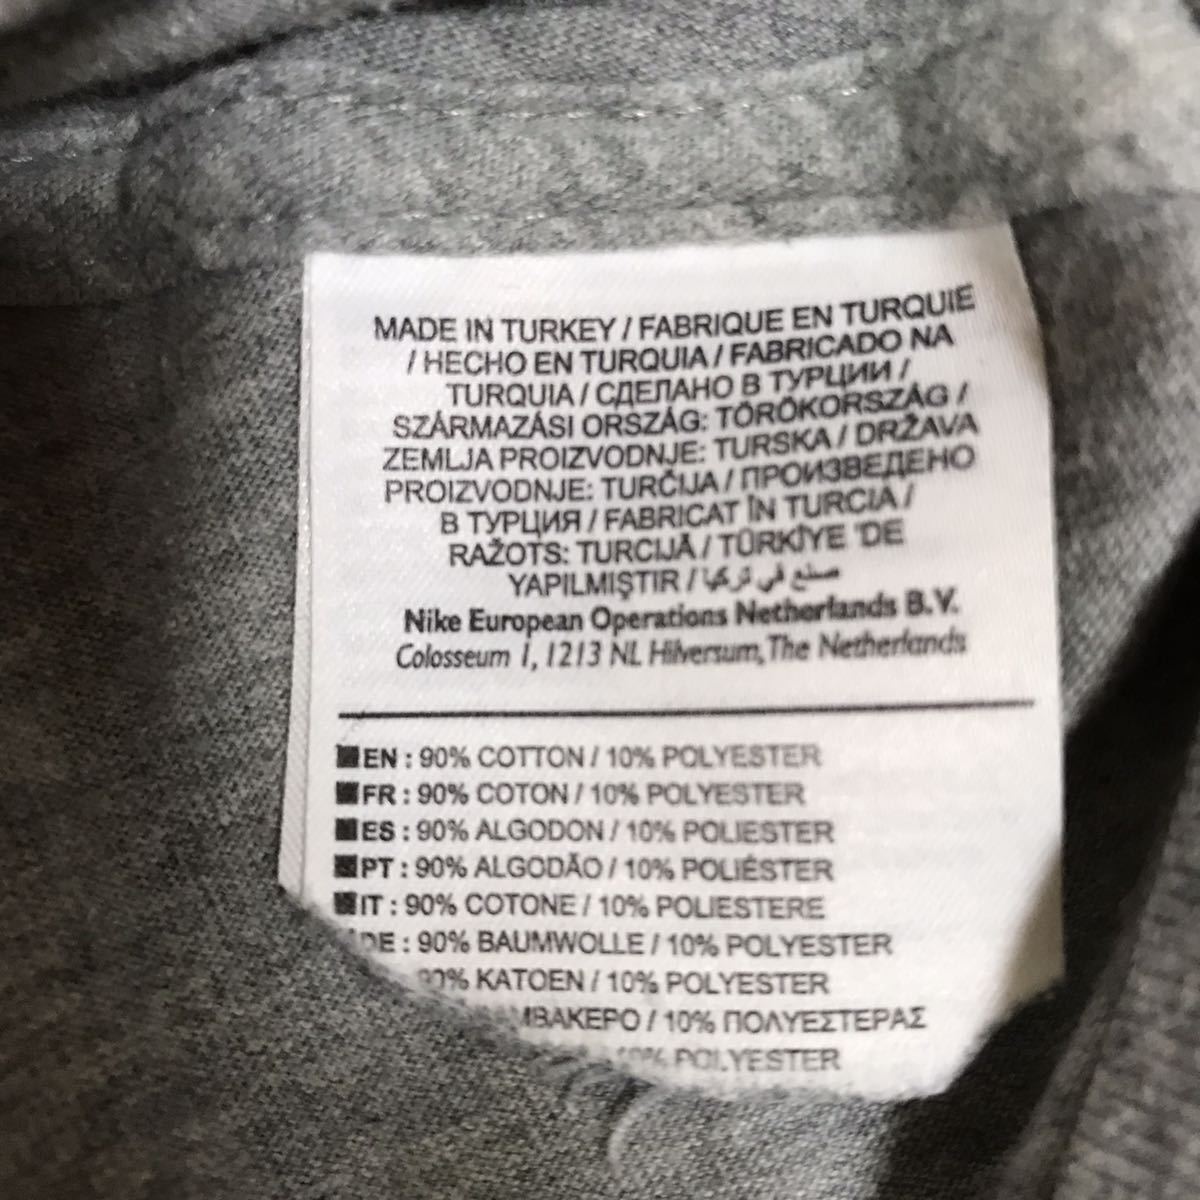 MADE IN TURKEY / FABRIQUE EN TURQUIE
/ HECHO EN TURQUIA / FABRICADO NA
TURQUIA / СДЕЛАНО В ТУРЦИИ /
SZÁRMAZÁSI ORSZÁG: TÖRÖKORSZÁG /
ZEMLJA PROIZVODNJE: TURSKA / DRŽAVA
PROIZVODNJE: TURČIJA / ПРОИЗВЕДЕНО
В ТУРЦИЯ / FABRICAT ÎN TURCIA /
RAŽOTS: TURCIJĀ / TÜRKİYE 'DE
YAPILMIŞTIR / صنع في تركيا
Nike European Operations Netherlands B.V.
Colosseum 1, 1213 NL Hilversum, The Netherlands
EN : 90% COTTON / 10% POLYESTER
FR : 90% COTON / 10% POLYESTER
ES : 90% ALGODON / 10% POLIESTER
PT : 90% ALGODÃO / 10% POLIÉSTER
IT : 90% COTONE / 10% POLIESTERE
DE : 90% BAUMWOLLE / 10% POLYESTER
90% KATOEN / 10% POLYESTER
ΜΒΑΚΕΡΟ / 10% ΠΟΛΥΕΣΤΕΡΑΣ
10% POLYESTER